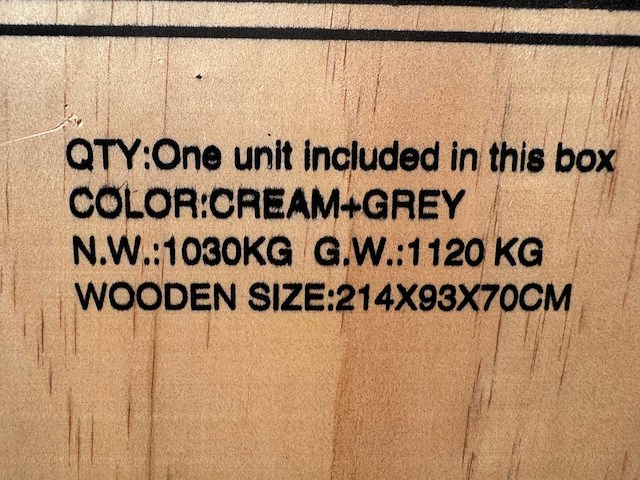 QTY:One unit included in this box
COLOR:CREAM+GREY
N.W.:1030KG G.W.:1120 KG
WOODEN SIZE:214X93X70CM